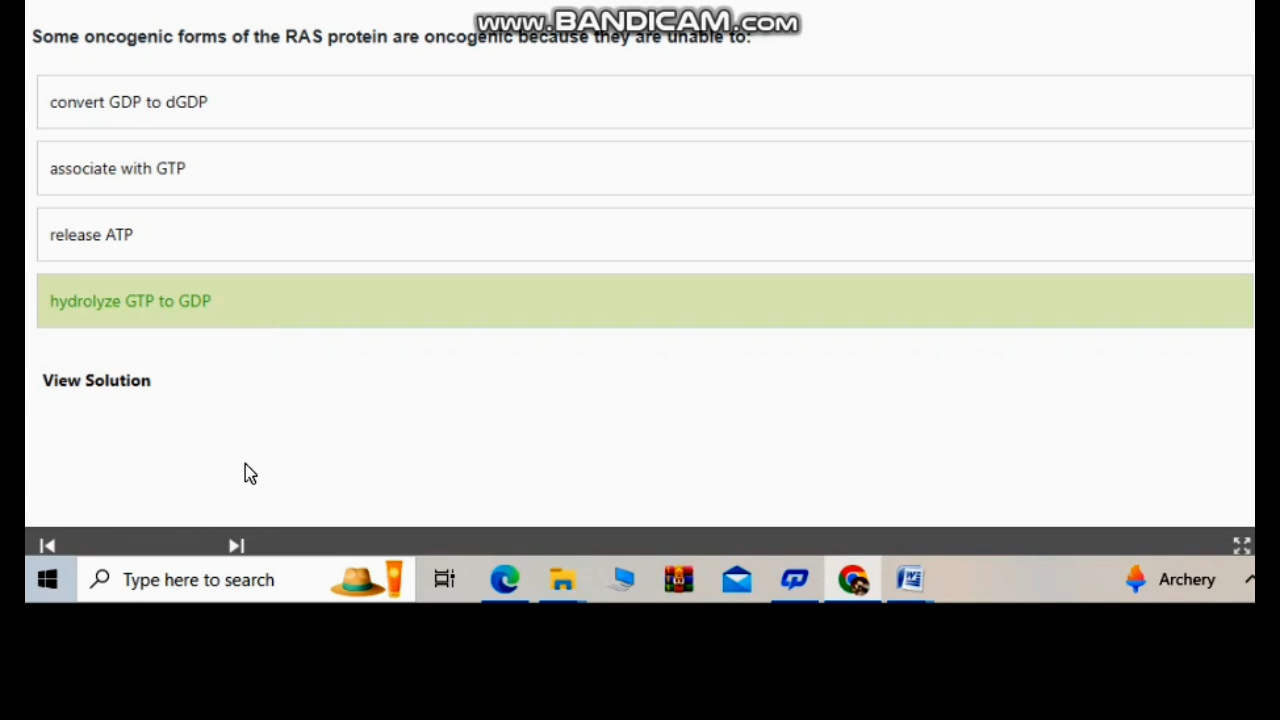 www.BANDICAM.com
Some oncogenic forms of the RAS protein are oncogenic because they are unable to:
convert GDP to dGDP
associate with GTP
release ATP
hydrolyze GTP to GDP
View Solution
Type here to search
Archery